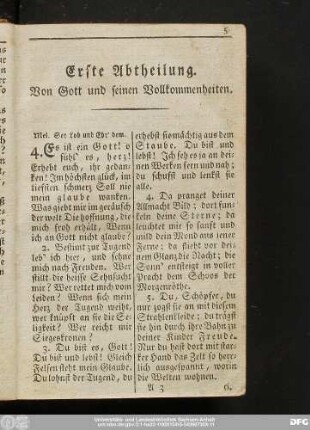 5
Erste Abtheilung.
Von Gott und seinen Vollkommenheiten.
Mel. Sei Lob und Ehr' dem.
4. Es ist ein Gott! o
fühl' es, herz!
Erhebt euch, ihr gedan-
ken! Im höchsten glück, im
tiefsten schmerz Soll nie
mein glaube wanken.
Was giebt mir im geräusch
der welt Die hoffnung, die
mich froh erhält, Wenn
ich an Gott nicht glaube?
2. Bestimt zur Tugend
leb' ich hier, und sehne
mich nach Freuden. Wer
stillt die heisse Sehnsucht
mir? Wer rettet mich vom
leiden? Wenn sich mein
Herz der Tugend weiht,
wer knüpft an sie die Se-
ligkeit? Wer reicht mir
Siegeskronen?
3. Du bist es, Gott!
Du bist und lebst! Gleich
Felsen steht mein Glaube.
Du lohnst der Tugend, du
erhebst sie mächtig aus dem
Staube. Du bist und
lebst! Ich seh es ja an dei-
nen Werken fern und nah;
du schufst und lenkst sie
alle.
4. Da pranget deiner
Allmacht Bild; dort fun-
keln deine Sterne; da
leuchtet mir so sanft und
mild dein Mond aus jener
Ferne; da flieht vor dei-
nem Glanz die Nacht; die
Sonn' entsteigt in voller
Pracht dem Schoos der
Morgenröthe.
5. Du, Schöpfer, du
nur gosst sie an mit diesem
Strahlenkleide; du trägst
sie hin durch ihre Bahn zu
deiner Kinder Freude.
Nur du hast dort mit star-
ker Hand das Zelt so herr-
lich ausgespannt, worin
die Welten wohnen.
A 3
6.